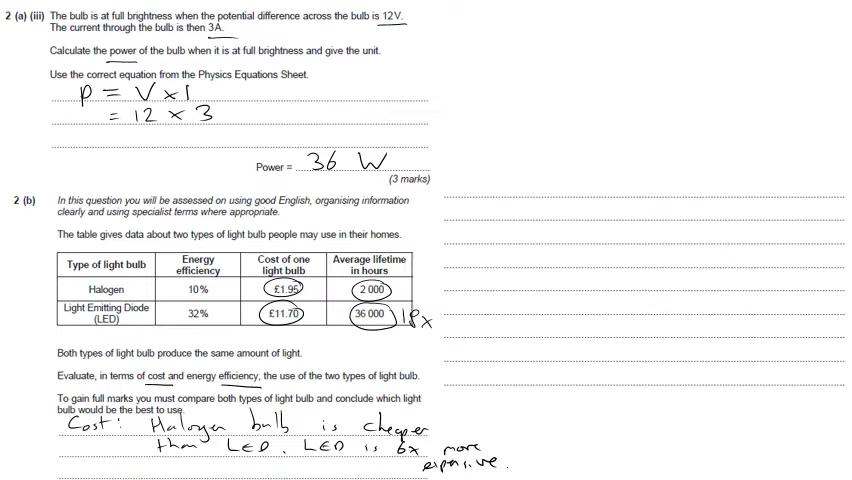 2 (a) (iii) The bulb is at full brightness when the potential difference across the bulb is 12V.
The current through the bulb is then 3A.
Calculate the power of the bulb when it is at full brightness and give the unit.
Use the correct equation from the Physics Equations Sheet.
P = V x I
= 12 x 3
Power = 36 W
(3 marks)
2 (b) In this question you will be assessed on using good English, organising information
clearly and using specialist terms where appropriate.
The table gives data about two types of light bulb people may use in their homes.
Type of light bulb Energy efficiency Cost of one light bulb Average lifetime in hours
Halogen 10% £1.95 2 000
Light Emitting Diode (LED) 32% £11.70 36 000 18x
Both types of light bulb produce the same amount of light.
Evaluate, in terms of cost and energy efficiency, the use of the two types of light bulb.
To gain full marks you must compare both types of light bulb and conclude which light
bulb would be the best to use.
Cost: Halogen bulb is cheaper
than LED. LED is 6x more
expensive.